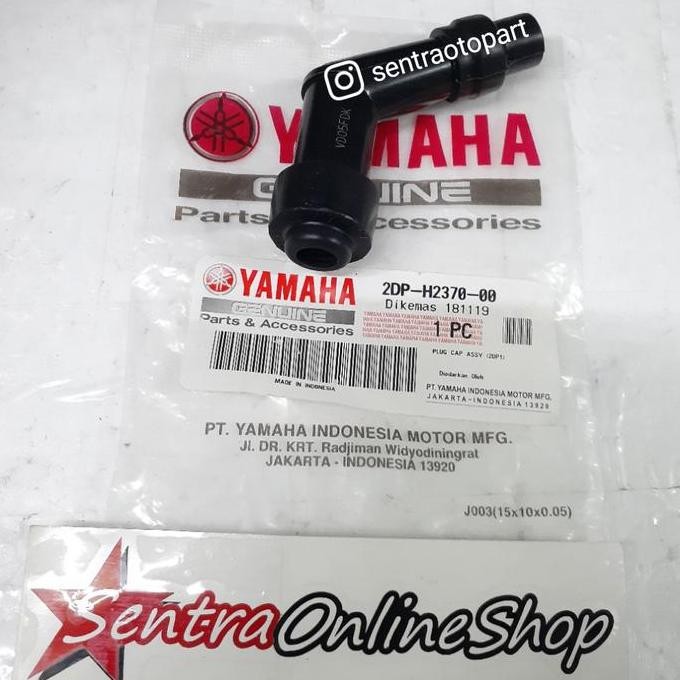 sentraotopart
VD05FDK
YAMAHA
GENUINE
Parts & Accessories
YAMAHA
GENUINE
Parts & Accessories
2DP-H2370-00
Dikemas 181119
1 PC
PLUG CAP ASSY (2DP1)
Diedarkan Oleh
MADE IN INDONESIA
PT. YAMAHA INDONESIA MOTOR MFG.
JAKARTA-INDONESIA 13920
PT. YAMAHA INDONESIA MOTOR MFG.
Jl. DR. KRT. Radjiman Widyodiningrat
JAKARTA - INDONESIA 13920
J003(15x10x0.05)
SentraOnlineShop